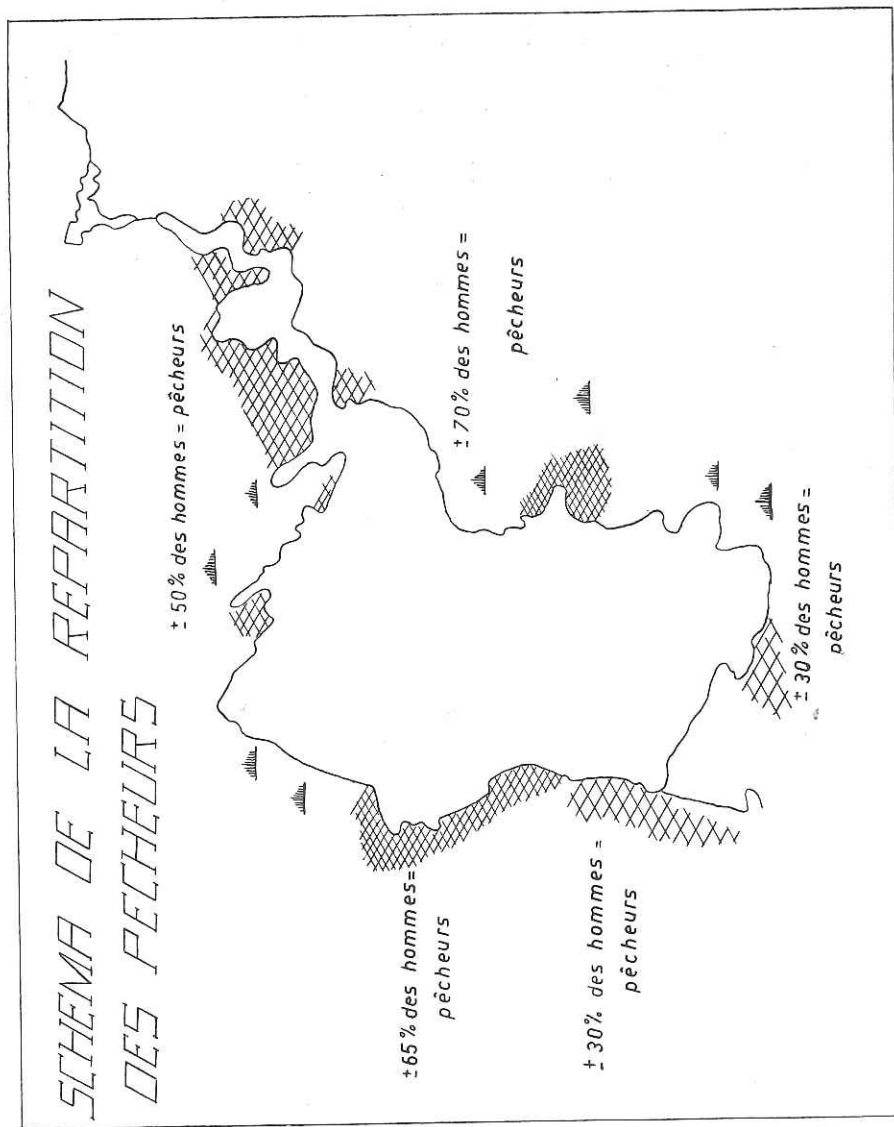 SCHEMA DE LA REPARTITION
DES PECHEURS
± 50% des hommes = pêcheurs
± 70% des hommes =
pêcheurs
± 65% des hommes =
pêcheurs
± 30% des hommes =
pêcheurs
± 30% des hommes =
pêcheurs